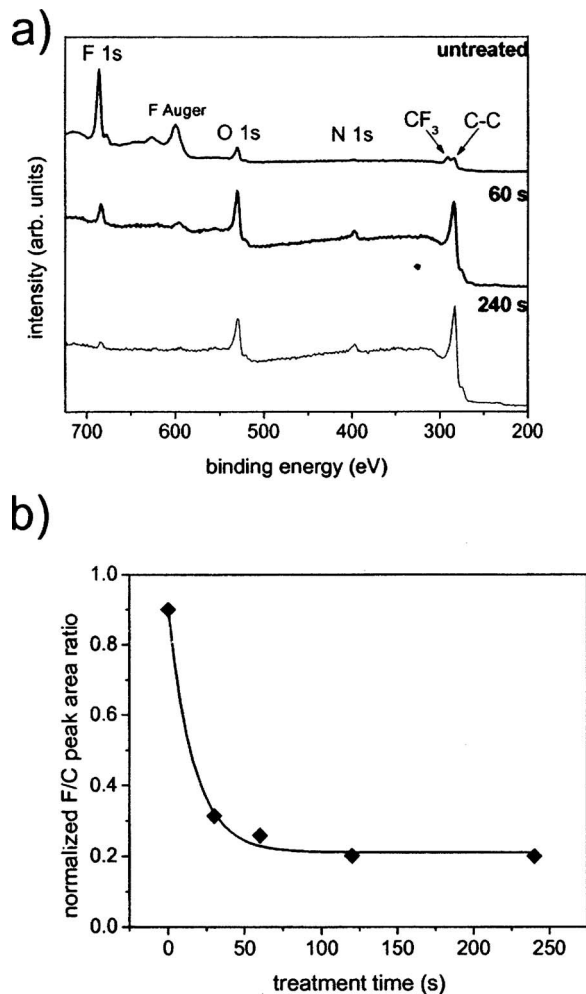 a)
untreated
F 1s
F Auger
O 1s
N 1s
CF3
C-C
60 s
240 s
intensity (arb. units)
700 600 500 400 300 200
binding energy (eV)
b)
1.0
0.8
0.6
0.4
0.2
0.0
normalized F/C peak area ratio
0 50 100 150 200 250
treatment time (s)